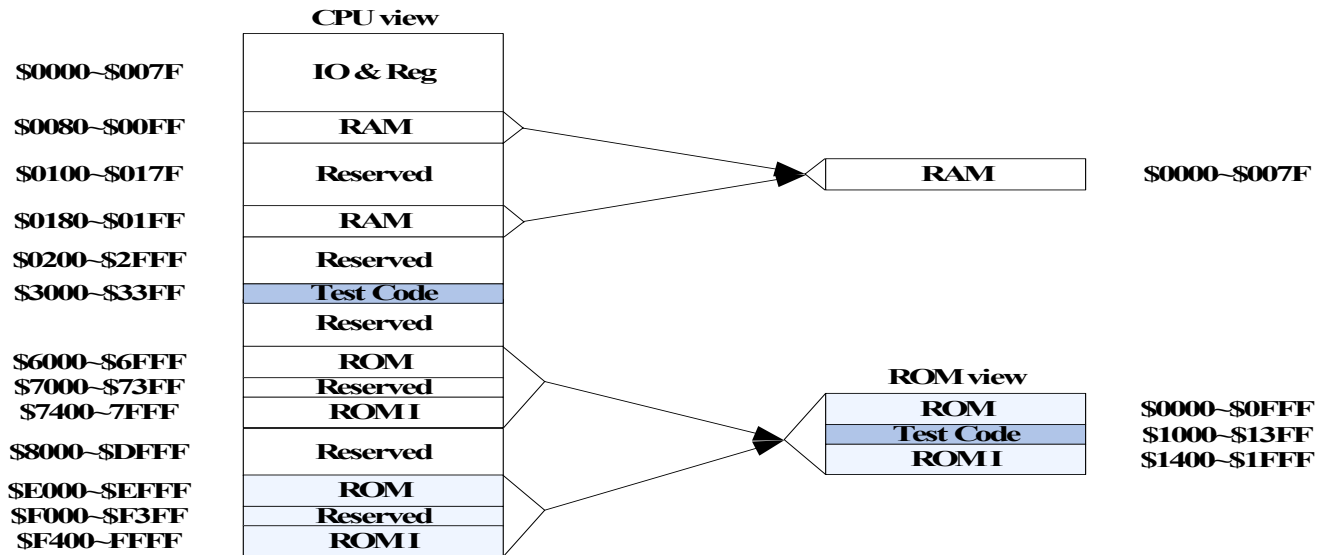 CPU view
$0000~$007F IO & Reg
$0080~$00FF RAM
$0100~$017F Reserved RAM $0000~$007F
$0180~$01FF RAM
$0200~$2FFF Reserved
$3000~$33FF Test Code
Reserved
$6000~$6FFF ROM
$7000~$73FF Reserved ROM view
$7400~7FFF ROM I ROM $0000~$0FFF
Test Code $1000~$13FF
$8000~$DFFF Reserved ROM I $1400~$1FFF
$E000~$EFFF ROM
$F000~$F3FF Reserved
$F400~FFFF ROM I